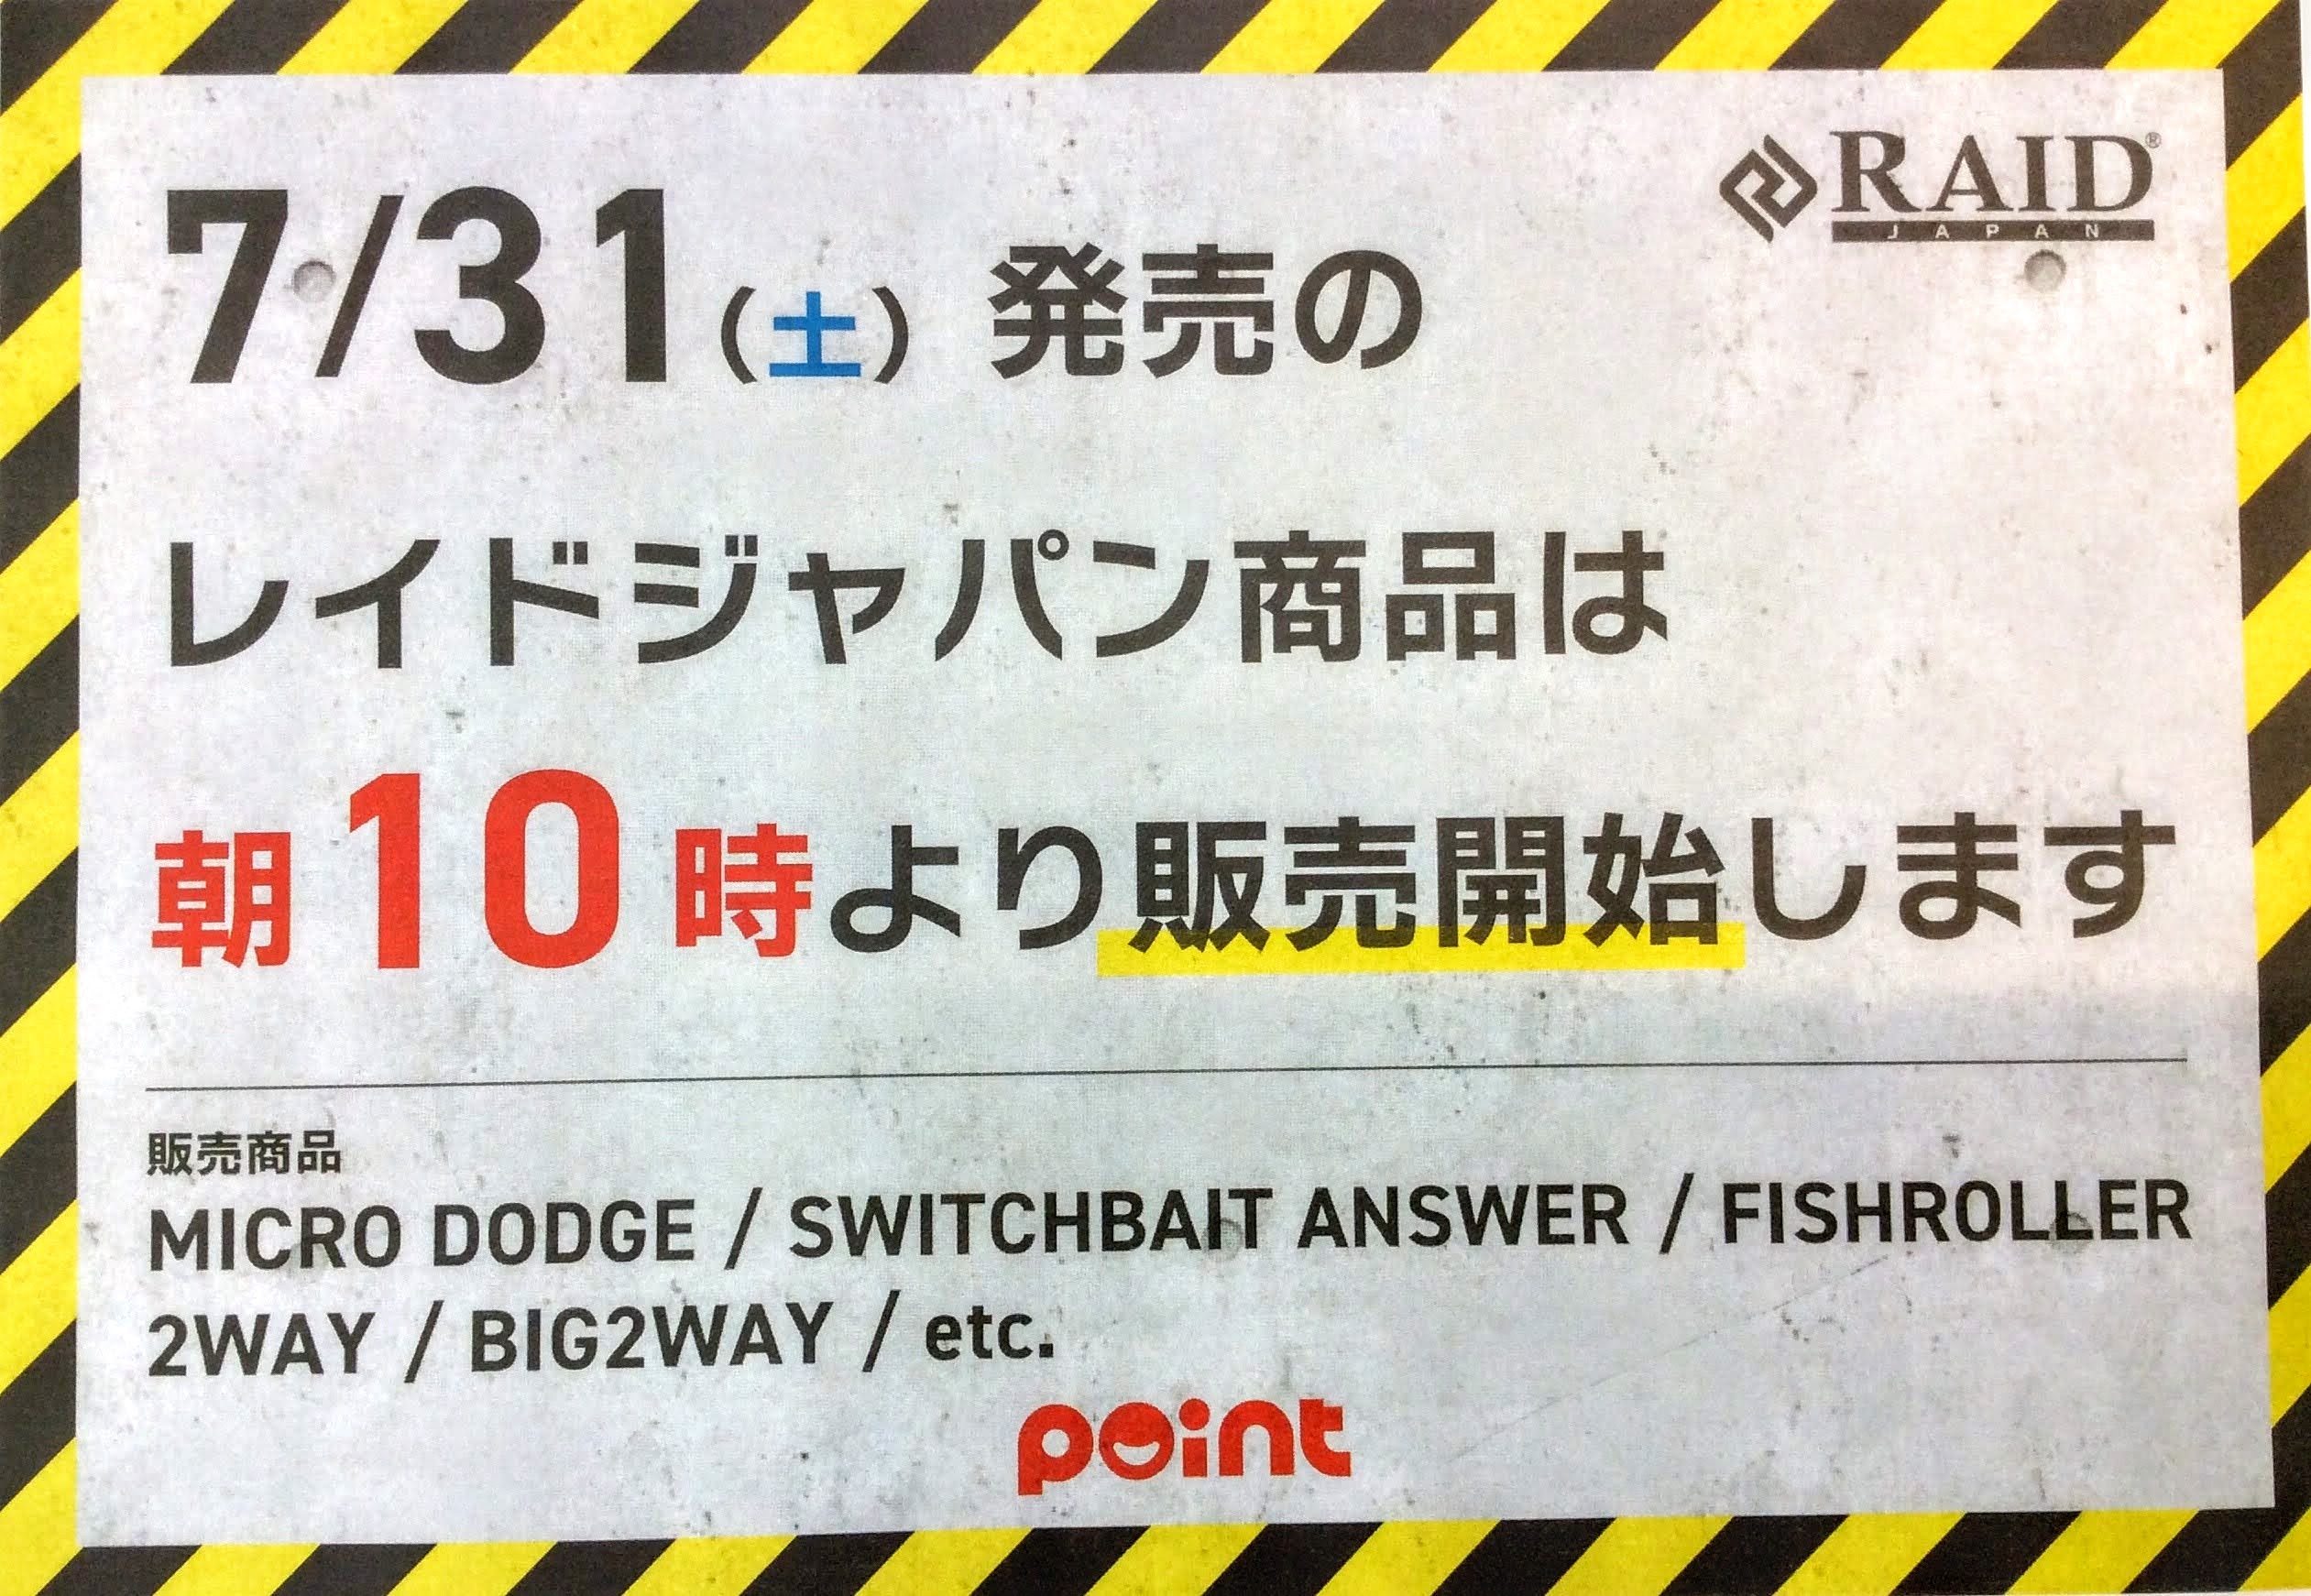 RAID®
JAPAN
7/31(土) 発売の
レイドジャパン商品は
朝10時より販売開始します
販売商品
MICRO DODGE / SWITCHBAIT ANSWER / FISHROLLER
2WAY / BIG2WAY / etc.
point